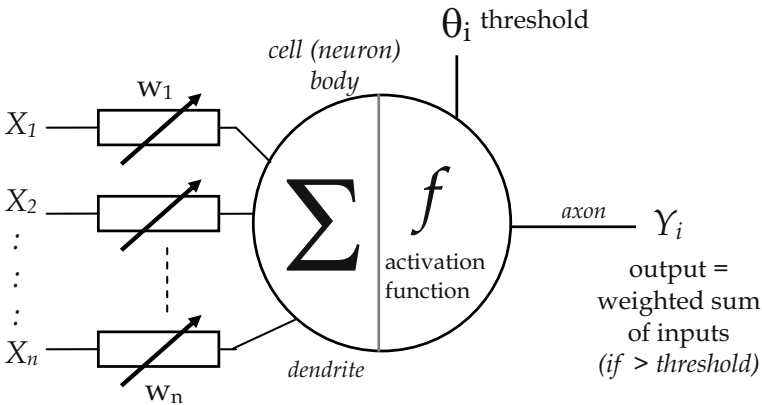 θi threshold
cell (neuron)
body
w1
X1
X2
Σ
f
activation
function
axon
Yi
output =
weighted sum
of inputs
(if > threshold)
Xn
wn
dendrite